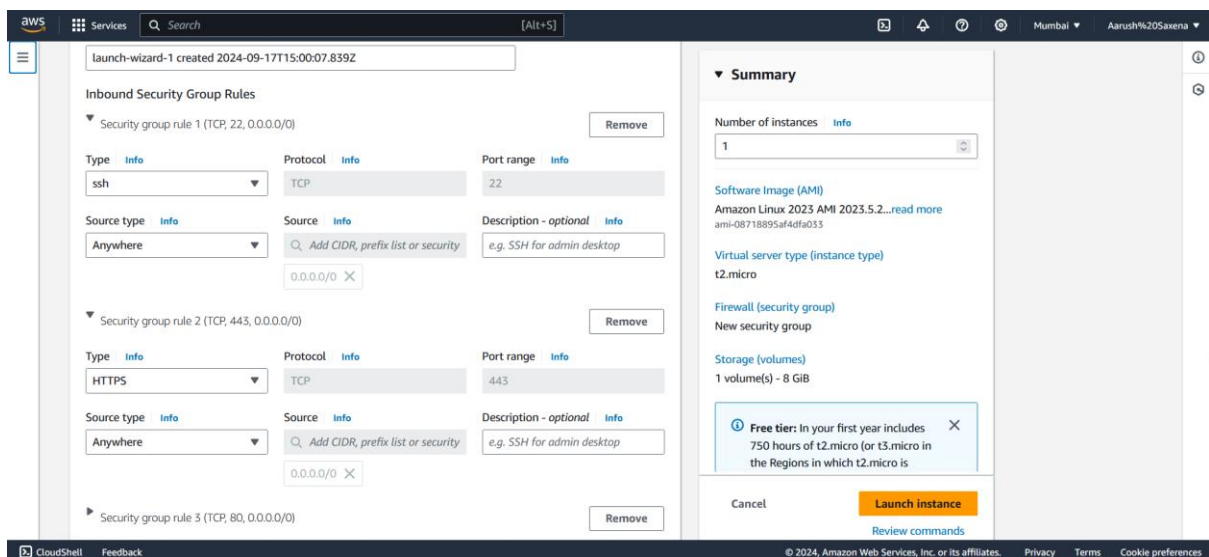 aws Services Search [Alt+S] Mumbai Aarush%20Saxena
launch-wizard-1 created 2024-09-17T15:00:07.839Z
Inbound Security Group Rules
Security group rule 1 (TCP, 22, 0.0.0.0/0) Remove
Type Info Protocol Info Port range Info
ssh TCP 22
Source type Info Source Info Description - optional Info
Anywhere Add CIDR, prefix list or security e.g. SSH for admin desktop
0.0.0.0/0
Security group rule 2 (TCP, 443, 0.0.0.0/0) Remove
Type Info Protocol Info Port range Info
HTTPS TCP 443
Source type Info Source Info Description - optional Info
Anywhere Add CIDR, prefix list or security e.g. SSH for admin desktop
0.0.0.0/0
Security group rule 3 (TCP, 80, 0.0.0.0/0) Remove
Summary
Number of instances Info
1
Software Image (AMI)
Amazon Linux 2023 AMI 2023.5.2...read more
ami-08718895af4dfa033
Virtual server type (instance type)
t2.micro
Firewall (security group)
New security group
Storage (volumes)
1 volume(s) - 8 GiB
Free tier: In your first year includes
750 hours of t2.micro (or t3.micro in
the Regions in which t2.micro is
Cancel Launch instance
Review commands
CloudShell Feedback © 2024, Amazon Web Services, Inc. or its affiliates. Privacy Terms Cookie preferences